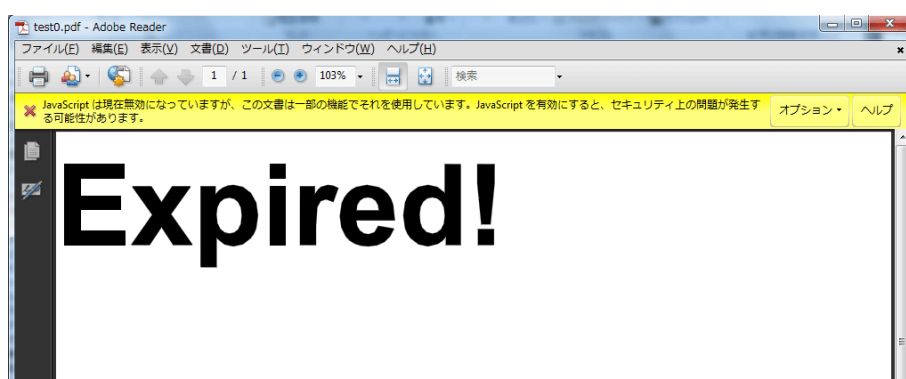 test0.pdf - Adobe Reader
ファイル(F) 編集(E) 表示(V) 文書(D) ツール(T) ウィンドウ(W) ヘルプ(H)
1 / 1 103% 検索
JavaScript は現在無効になっていますが、この文書は一部の機能でそれを使用しています。JavaScript を有効にすると、セキュリティ上の問題が発生す
る可能性があります。
オプション ヘルプ
Expired!